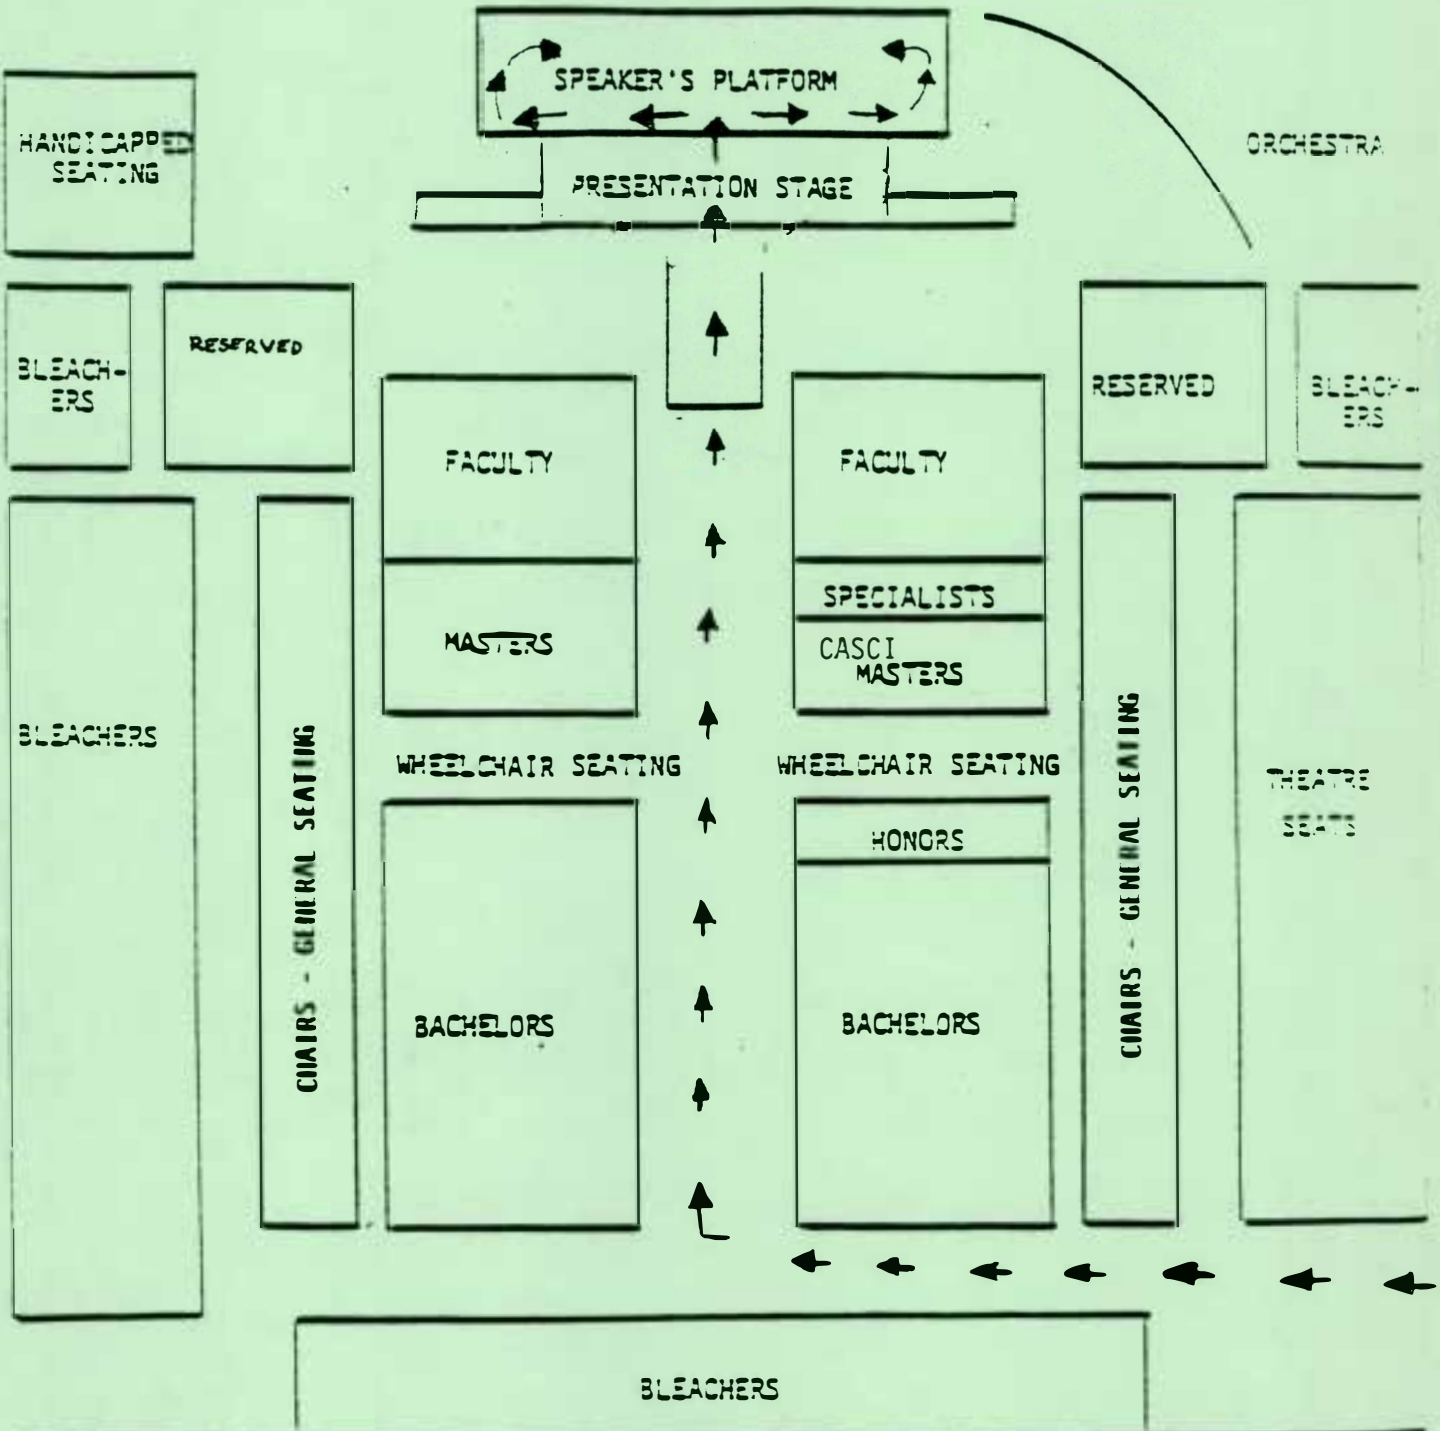 SPEAKER'S PLATFORM
HANDICAPPED
SEATING
ORCHESTRA
PRESENTATION STAGE
RESERVED
BLEACH-
ERS
RESERVED
BLEACH-
ERS
FACULTY
FACULTY
SPECIALISTS
MASTERS
CASCI
MASTERS
BLEACHERS
WHEELCHAIR SEATING
WHEELCHAIR SEATING
THEATRE
SEATS
CHAIRS - GENERAL SEATING
CHAIRS - GENERAL SEATING
HONORS
BACHELORS
BACHELORS
BLEACHERS